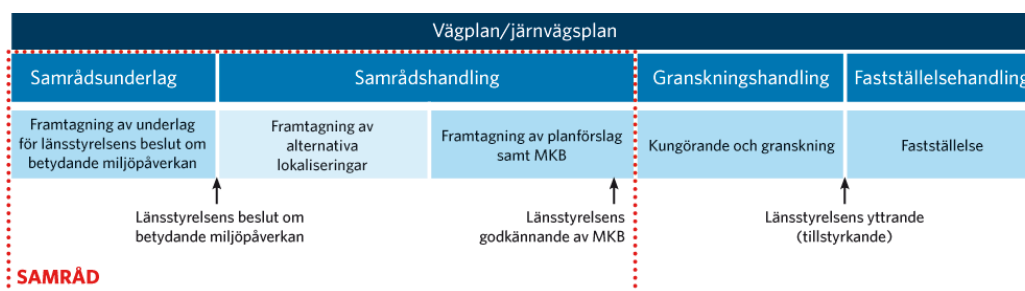 Vägplan/järnvägsplan
Samrådsunderlag
Samrådshandling
Granskningshandling
Fastställelsehandling
Framtagning av underlag
för länsstyrelsens beslut om
betydande miljöpåverkan
Framtagning av
alternativa
lokaliseringar
Framtagning av planförslag
samt MKB
Kungörande och granskning
Fastställelse
Länsstyrelsens beslut om
betydande miljöpåverkan
Länsstyrelsens
godkännande av MKB
Länsstyrelsens yttrande
(tillstyrkande)
SAMRÅD